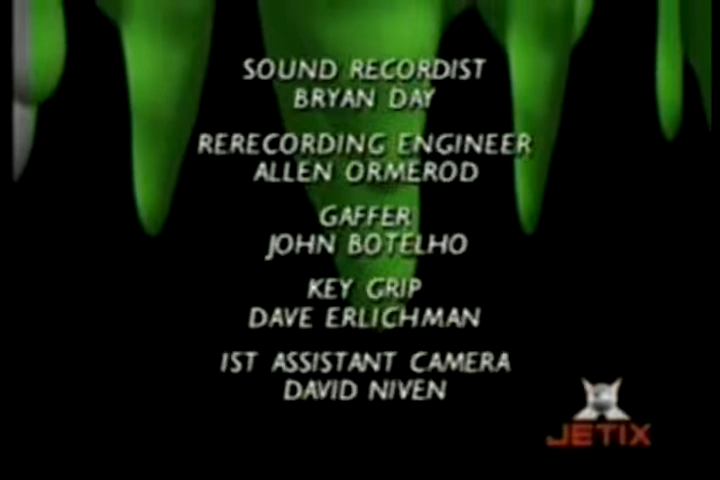 SOUND RECORDIST
BRYAN DAY
RERECORDING ENGINEER
ALLEN ORMEROD
GAFFER
JOHN BOTELHO
KEY GRIP
DAVE ERLICHMAN
1ST ASSISTANT CAMERA
DAVID NIVEN
JETIX